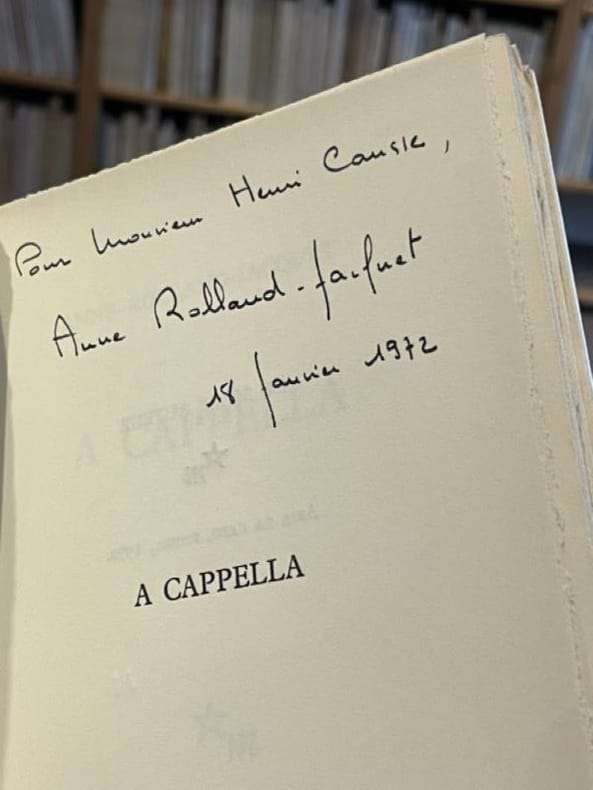 Pour Monsieur Henri Causse,
Anne Rolland-Jacquet
18 Janvier 1972
A CAPPELLA